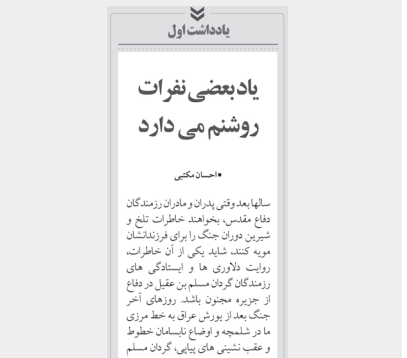 یادداشت اول
یاد بعضی نفرات
روشنم می دارد
●احسان مکتبی
سالها بعد وقتی پدران و مادران رزمندگان
دفاع مقدس، بخواهند خاطرات تلخ و
شیرین دوران جنگ را برای فرزندانشان
مویه کنند، شاید یکی از آن خاطرات،
روایت دلاوری ها و ایستادگی های
رزمندگان گردان مسلم بن عقیل در دفاع
از جزیره مجنون باشد. روزهای آخر
جنگ بعد از یورش عراق به خط مرزی
ما در شلمچه و اوضاع نابسامان خطوط
و عقب نشینی های پیاپی، گردان مسلم